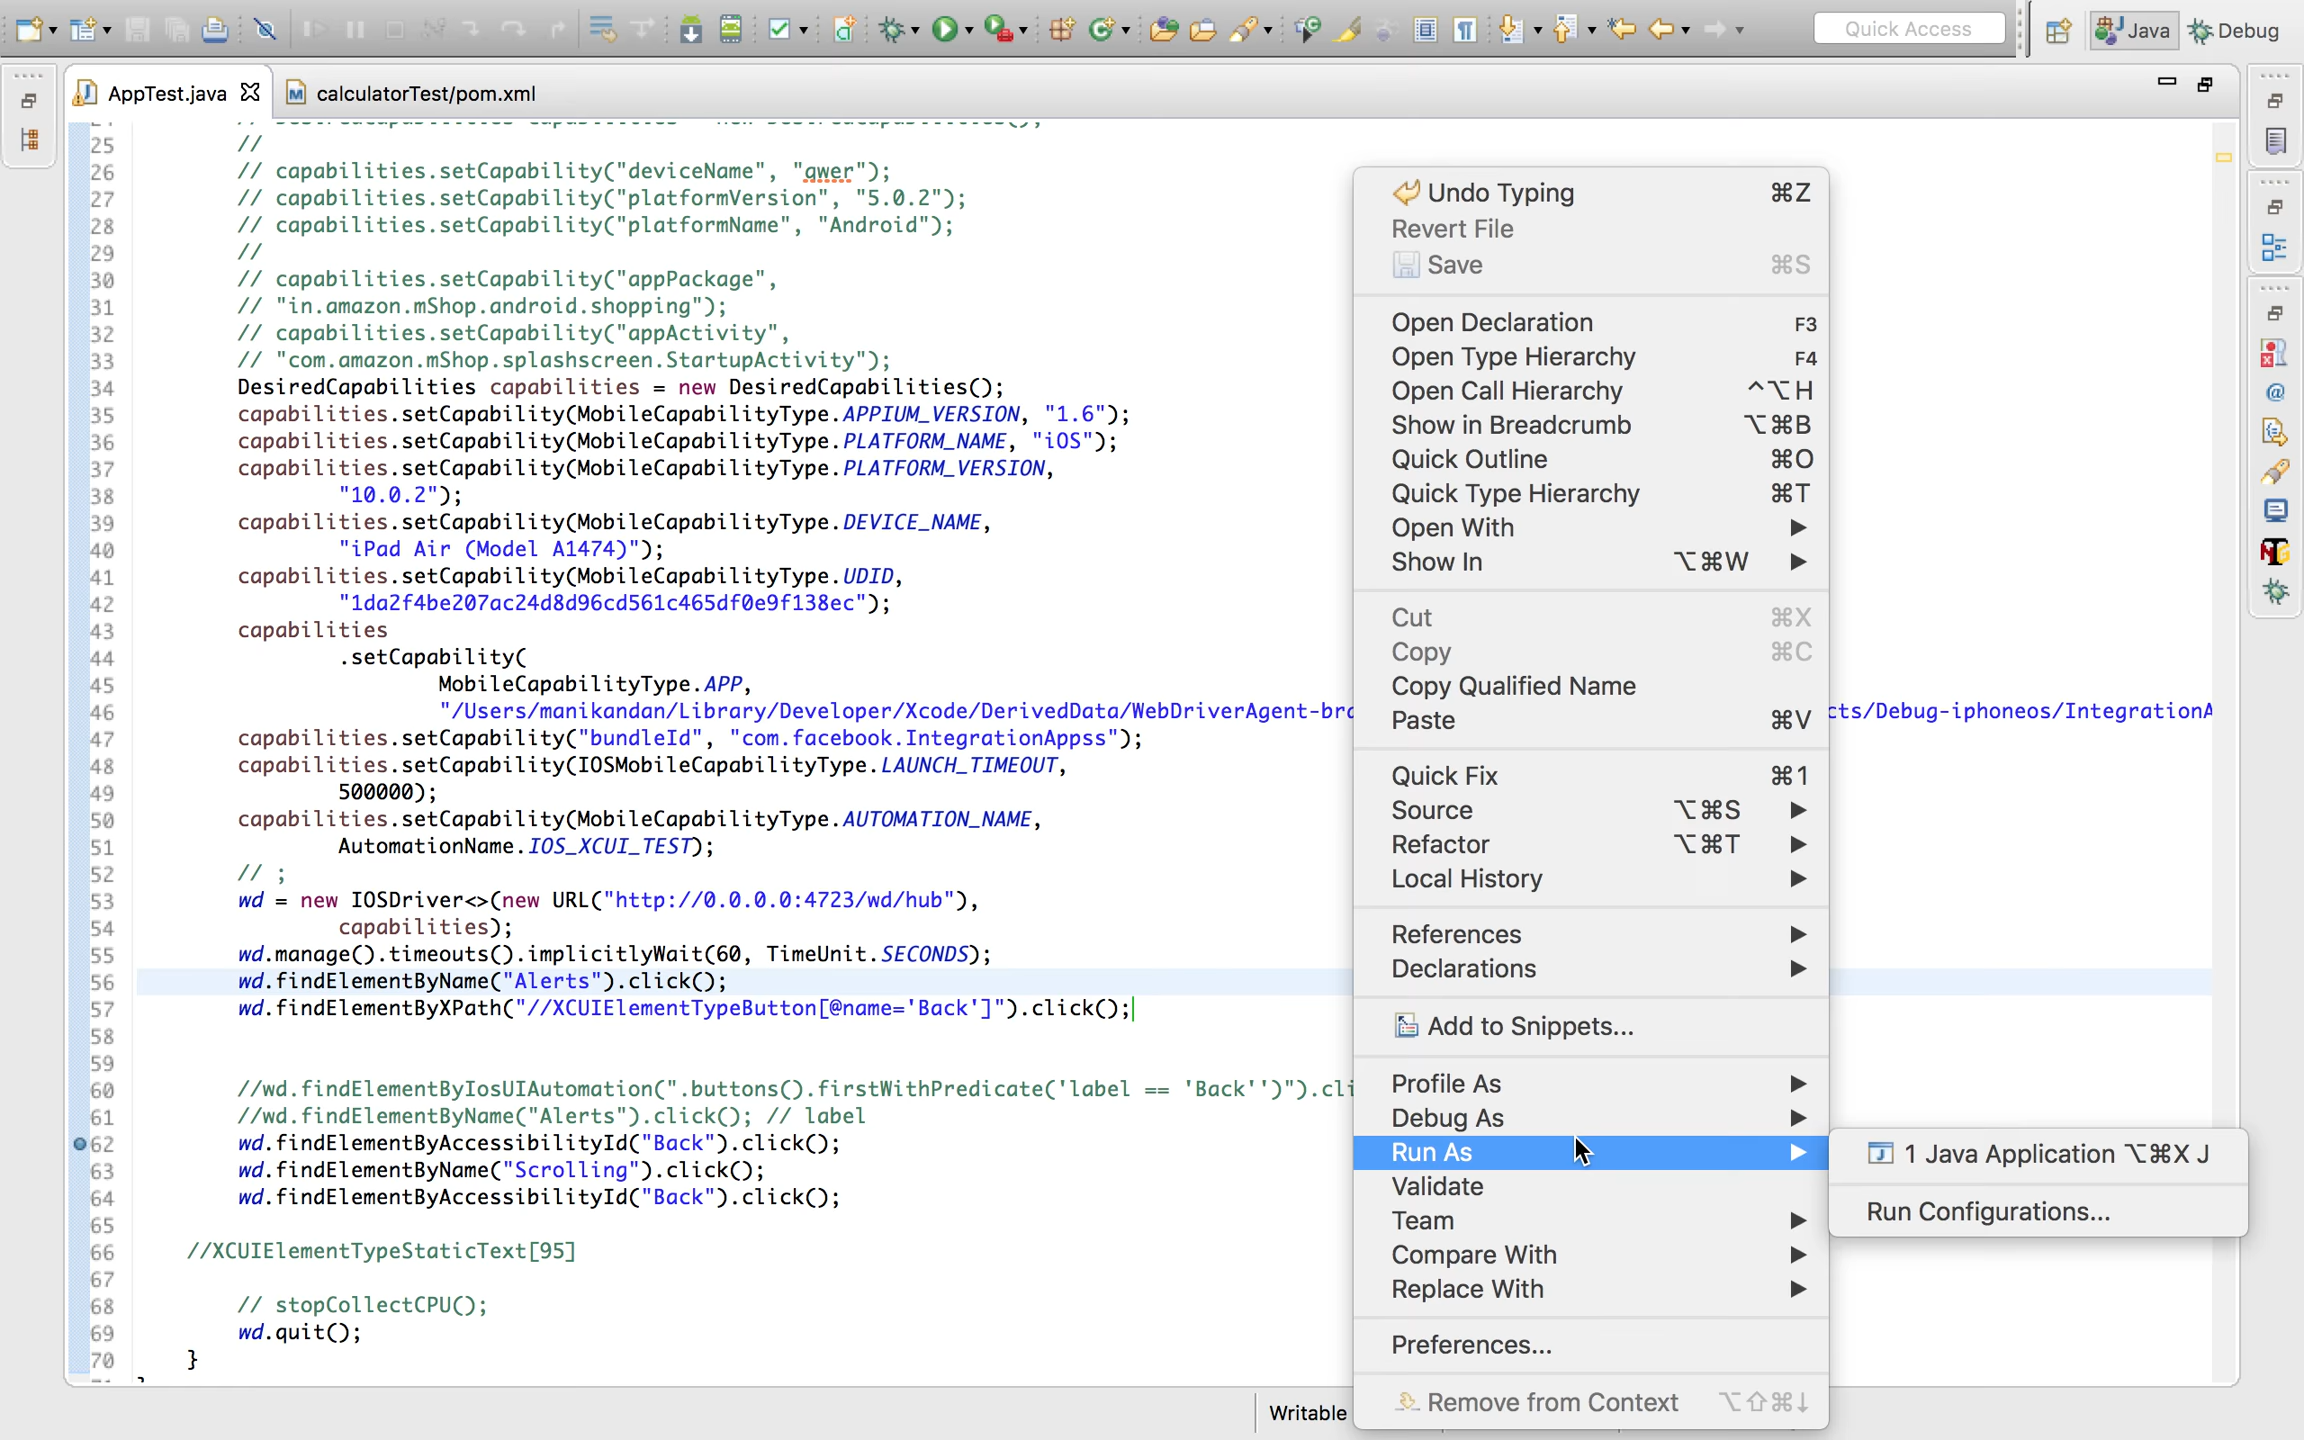 Quick Access
Java
Debug
AppTest.java
calculatorTest/pom.xml
25 //
26 // capabilities.setCapability("deviceName", "qwer");
27 // capabilities.setCapability("platformVersion", "5.0.2");
28 // capabilities.setCapability("platformName", "Android");
29 //
30 // capabilities.setCapability("appPackage",
31 // "in.amazon.mShop.android.shopping");
32 // capabilities.setCapability("appActivity",
33 // "com.amazon.mShop.splashscreen.StartupActivity");
34 DesiredCapabilities capabilities = new DesiredCapabilities();
35 capabilities.setCapability(MobileCapabilityType.APPIUM_VERSION, "1.6");
36 capabilities.setCapability(MobileCapabilityType.PLATFORM_NAME, "iOS");
37 capabilities.setCapability(MobileCapabilityType.PLATFORM_VERSION,
38 "10.0.2");
39 capabilities.setCapability(MobileCapabilityType.DEVICE_NAME,
40 "iPad Air (Model A1474)");
41 capabilities.setCapability(MobileCapabilityType.UDID,
42 "1da2f4be207ac24d8d96cd561c465df0e9f138ec");
43 capabilities
44 .setCapability(
45 MobileCapabilityType.APP,
46 "/Users/manikandan/Library/Developer/Xcode/DerivedData/WebDriverAgent-brc cts/Debug-iphoneos/IntegrationA
47 capabilities.setCapability("bundleId", "com.facebook.IntegrationAppss");
48 capabilities.setCapability(IOSMobileCapabilityType.LAUNCH_TIMEOUT,
49 500000);
50 capabilities.setCapability(MobileCapabilityType.AUTOMATION_NAME,
51 AutomationName.IOS_XCUI_TEST);
52 // ;
53 wd = new IOSDriver<>(new URL("http://0.0.0.0:4723/wd/hub"),
54 capabilities);
55 wd.manage().timeouts().implicitlyWait(60, TimeUnit.SECONDS);
56 wd.findElementByName("Alerts").click();
57 wd.findElementByXPath("//XCUIElementTypeButton[@name='Back']").click();
58
59
60 //wd.findElementByIosUIAutomation(".buttons().firstWithPredicate('label == 'Back'')").cli
61 //wd.findElementByName("Alerts").click(); // label
62 wd.findElementByAccessibilityId("Back").click();
63 wd.findElementByName("Scrolling").click();
64 wd.findElementByAccessibilityId("Back").click();
65
66 //XCUIElementTypeStaticText[95]
67
68 // stopCollectCPU();
69 wd.quit();
70 }
Undo Typing ⌘Z
Revert File
Save ⌘S
Open Declaration F3
Open Type Hierarchy F4
Open Call Hierarchy ^⌥H
Show in Breadcrumb ⌥⌘B
Quick Outline ⌘O
Quick Type Hierarchy ⌘T
Open With ▶
Show In ⌥⌘W ▶
Cut ⌘X
Copy ⌘C
Copy Qualified Name
Paste ⌘V
Quick Fix ⌘1
Source ⌥⌘S ▶
Refactor ⌥⌘T ▶
Local History ▶
References ▶
Declarations ▶
Add to Snippets...
Profile As ▶
Debug As ▶
Run As ▶
Validate
Team ▶
Compare With ▶
Replace With ▶
Preferences...
Remove from Context ⌥⇧⌘↓
1 Java Application ⌥⌘X J
Run Configurations...
Writable